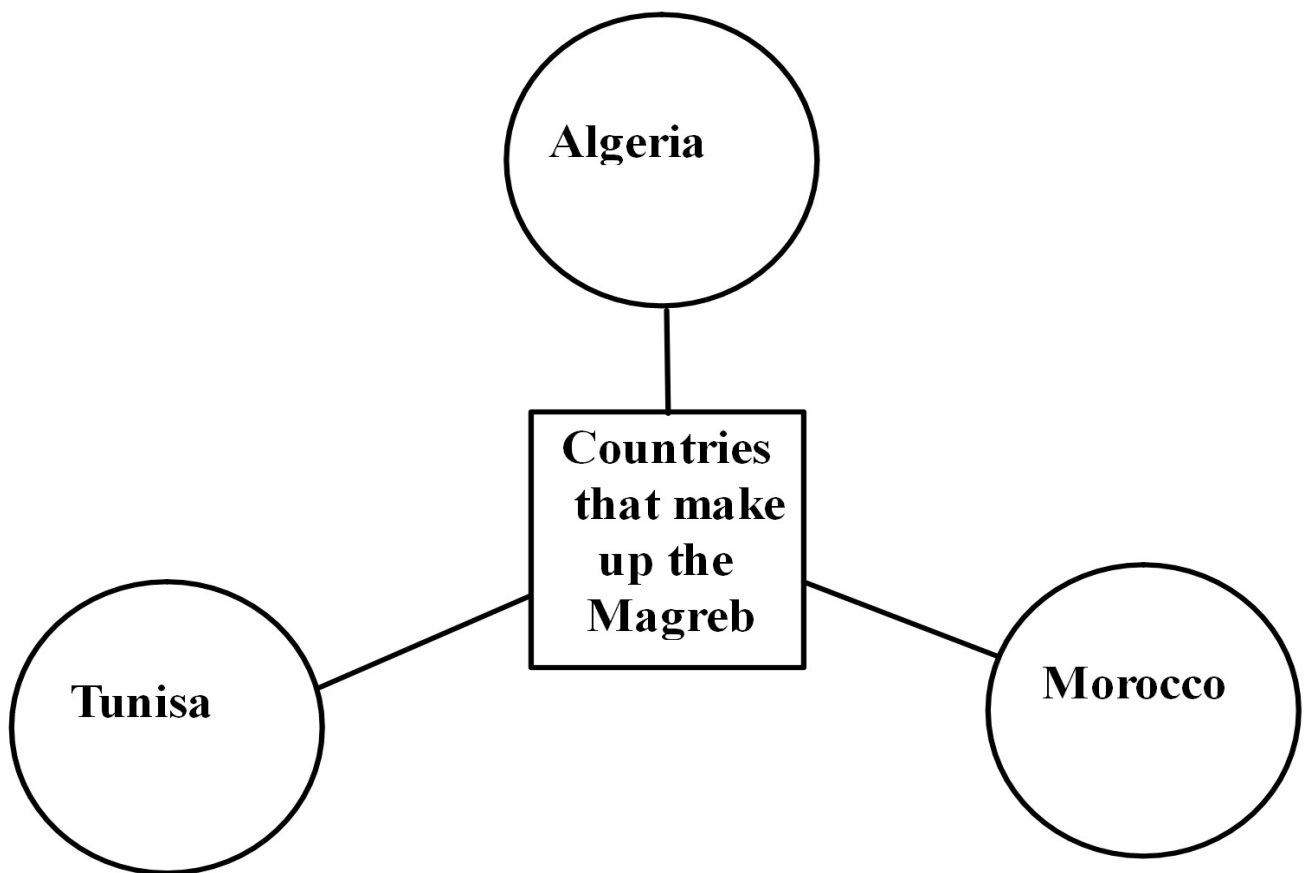 Algeria
Countries
that make
up the
Magreb
Tunisa
Morocco